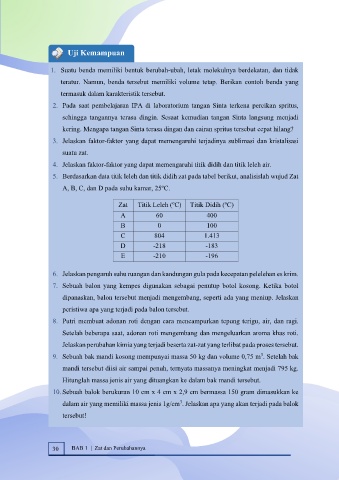 Uji Kemampuan
1. Suatu benda memiliki bentuk berubah-ubah, letak molekulnya berdekatan, dan tidak
teratur. Namun, benda tersebut memiliki volume tetap. Berikan contoh benda yang
termasuk dalam karakteristik tersebut.
2. Pada saat pembelajaran IPA di laboratorium tangan Sinta terkena percikan spritus,
sehingga tangannya terasa dingin. Sesaat kemudian tangan Sinta langsung menjadi
kering. Mengapa tangan Sinta terasa dingan dan cairan spritus tersebut cepat hilang?
3. Jelaskan faktor-faktor yang dapat memengaruhi terjadinya sublimasi dan kristalisasi
suatu zat.
4. Jelaskan faktor-faktor yang dapat memengaruhi titik didih dan titik leleh air.
5. Berdasarkan data titik leleh dan titik didih zat pada tabel berikut, analisislah wujud Zat
A, B, C, dan D pada suhu kamar, 25°C.
Zat Titik Leleh (°C) Titik Didih (°C)
A 60 400
B 0 100
C 804 1.413
D -218 -183
E -210 -196
6. Jelaskan pengaruh suhu ruangan dan kandungan gula pada kecepatan pelelehan es krim.
7. Sebuah balon yang kempes digunakan sebagai penutup botol kosong. Ketika botol
dipanaskan, balon tersebut menjadi mengembang, seperti ada yang meniup. Jelaskan
peristiwa apa yang terjadi pada balon tersebut.
8. Putri membuat adonan roti dengan cara mencampurkan tepung terigu, air, dan ragi.
Setelah beberapa saat, adonan roti mengembang dan mengeluarkan aroma khas roti.
Jelaskan perubahan kimia yang terjadi beserta zat-zat yang terlibat pada proses tersebut.
9. Sebuah bak mandi kosong mempunyai massa 50 kg dan volume 0,75 m³. Setelah bak
mandi tersebut diisi air sampai penuh, ternyata massanya meningkat menjadi 795 kg.
Hitunglah massa jenis air yang dituangkan ke dalam bak mandi tersebut.
10. Sebuah balok berukuran 10 cm x 4 cm x 2,9 cm bermassa 150 gram dimasukkan ke
dalam air yang memiliki massa jenis 1g/cm³. Jelaskan apa yang akan terjadi pada balok
tersebut!
30 BAB 1 | Zat dan Perubahannya